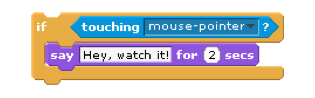 if touching mouse-pointer ?
say Hey, watch it! for 2 secs